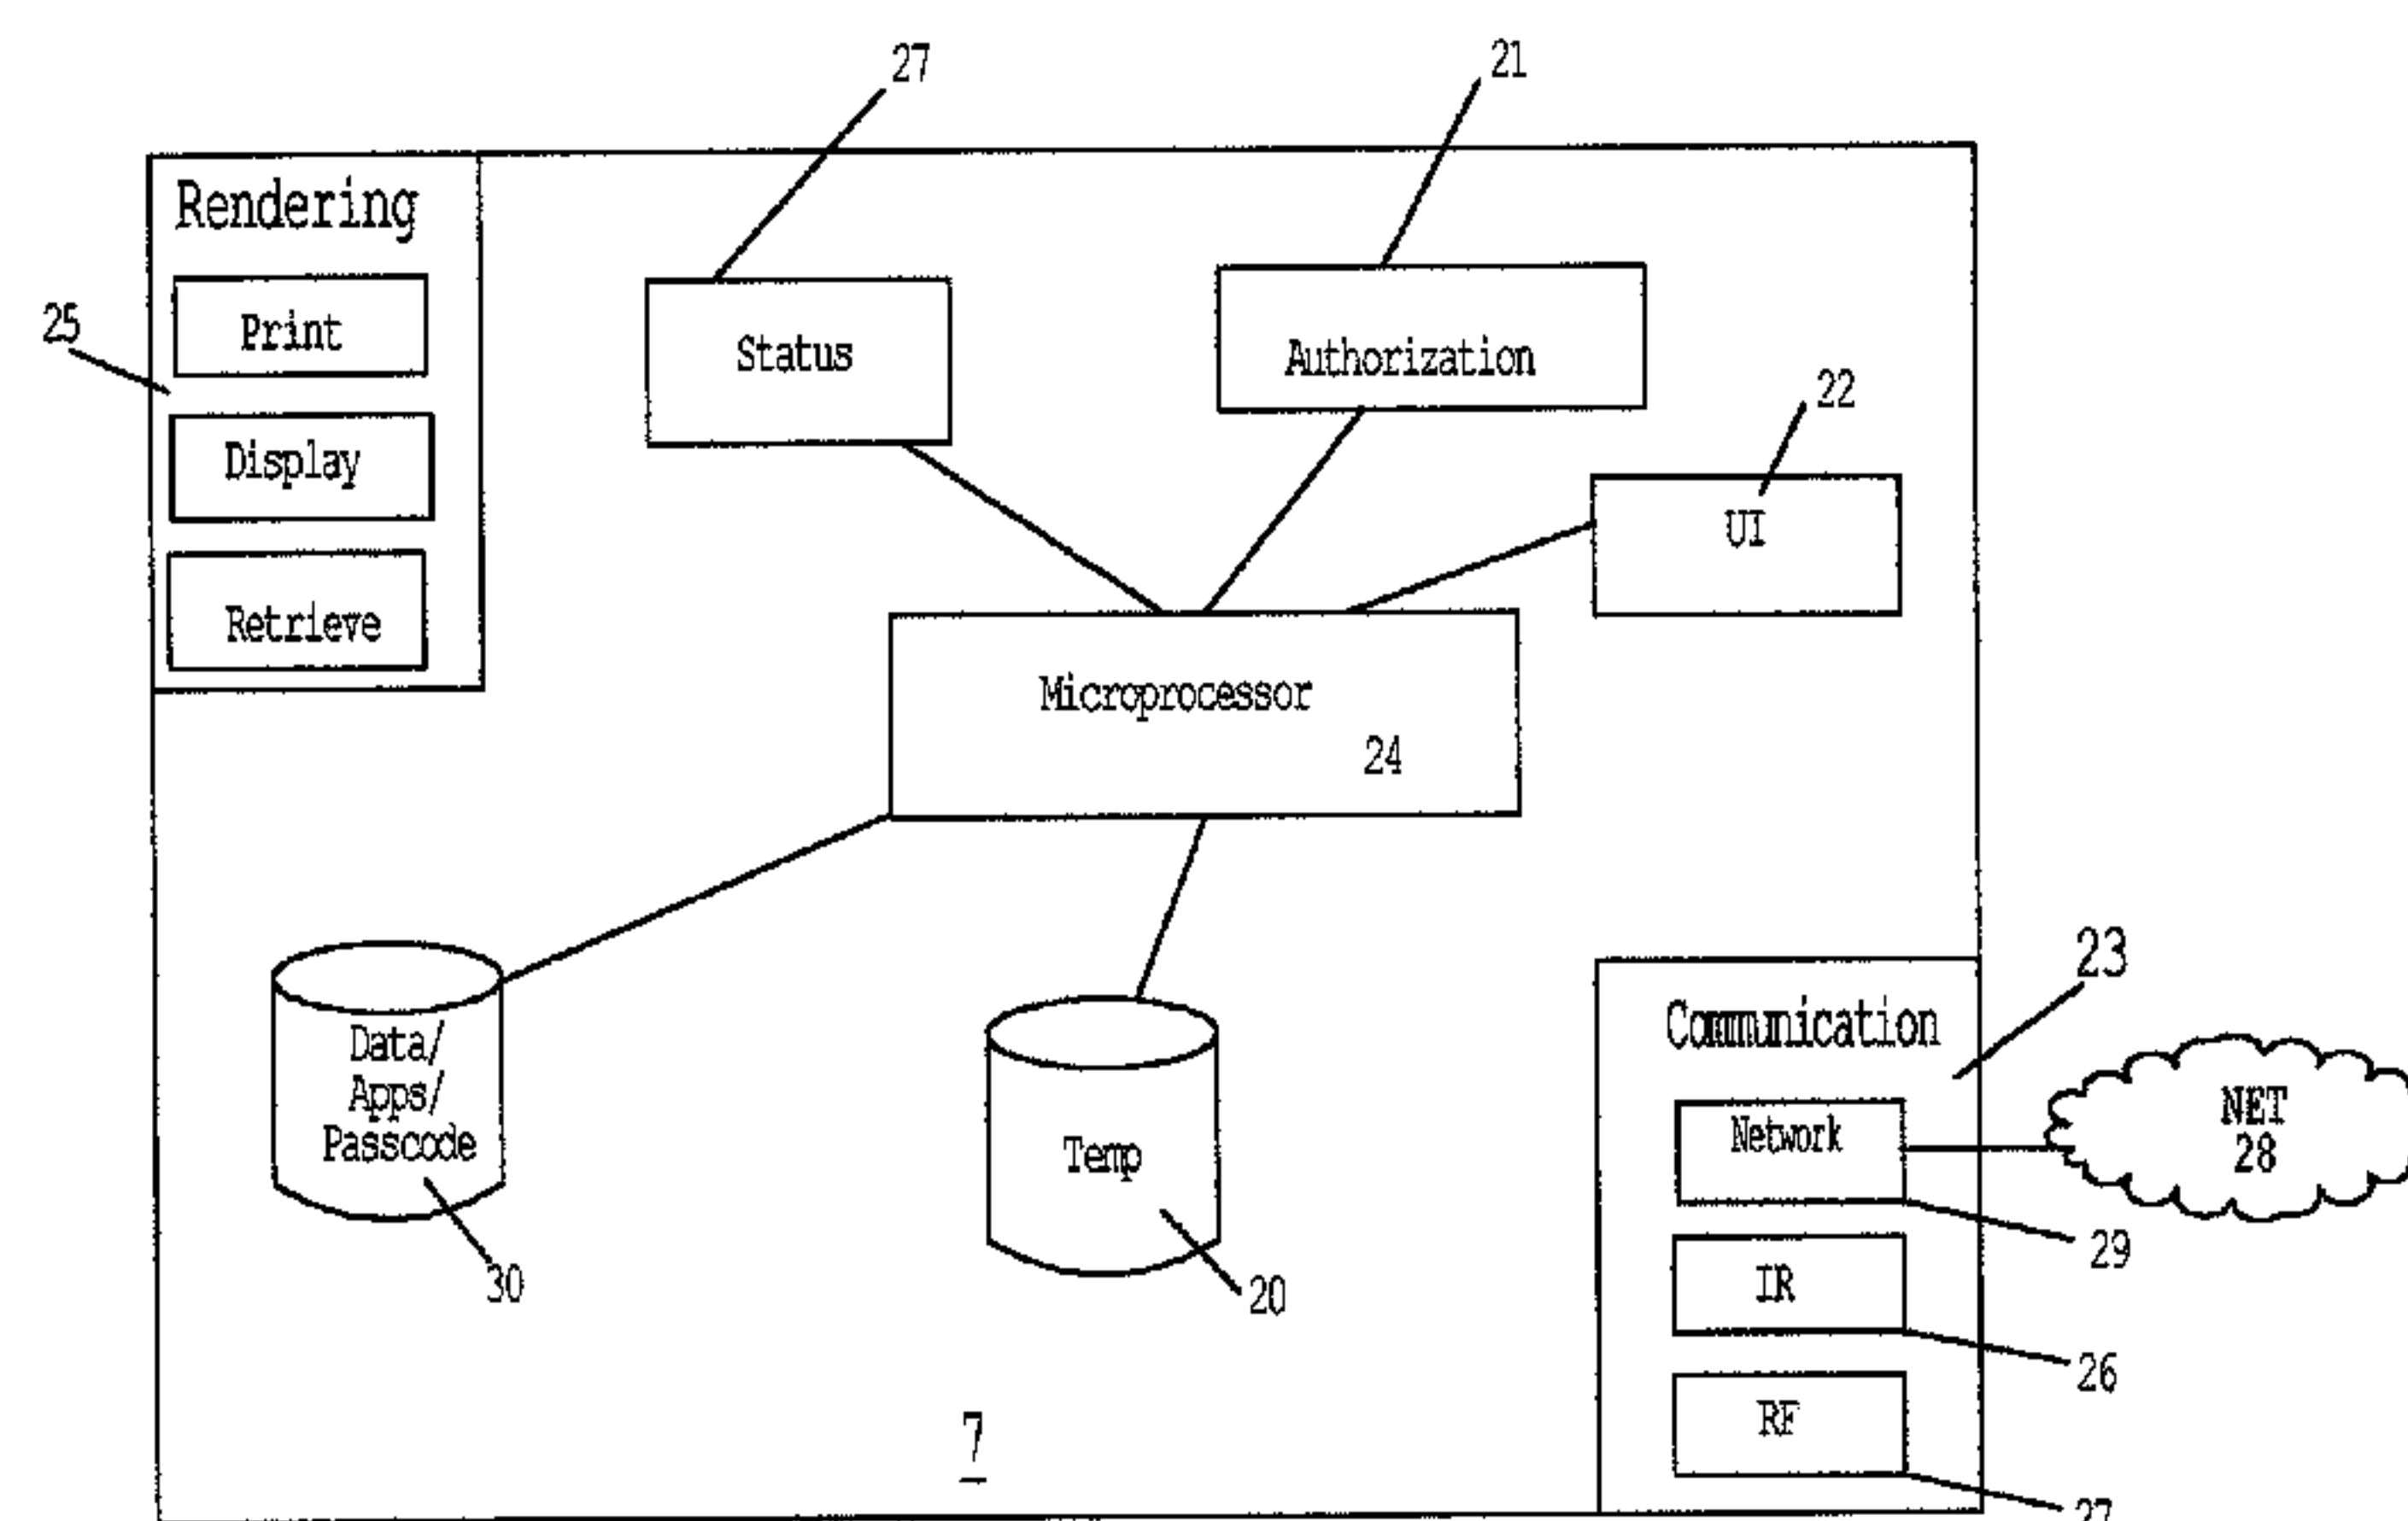 27
21
Rendering
25
Print
Status
Authorization
22
Display
UI
Retrieve
Microprocessor
24
23
Communication
Data/
Apps/
Passcode
Network
NET
28
Temp
29
30
20
IR
26
RF
7
27